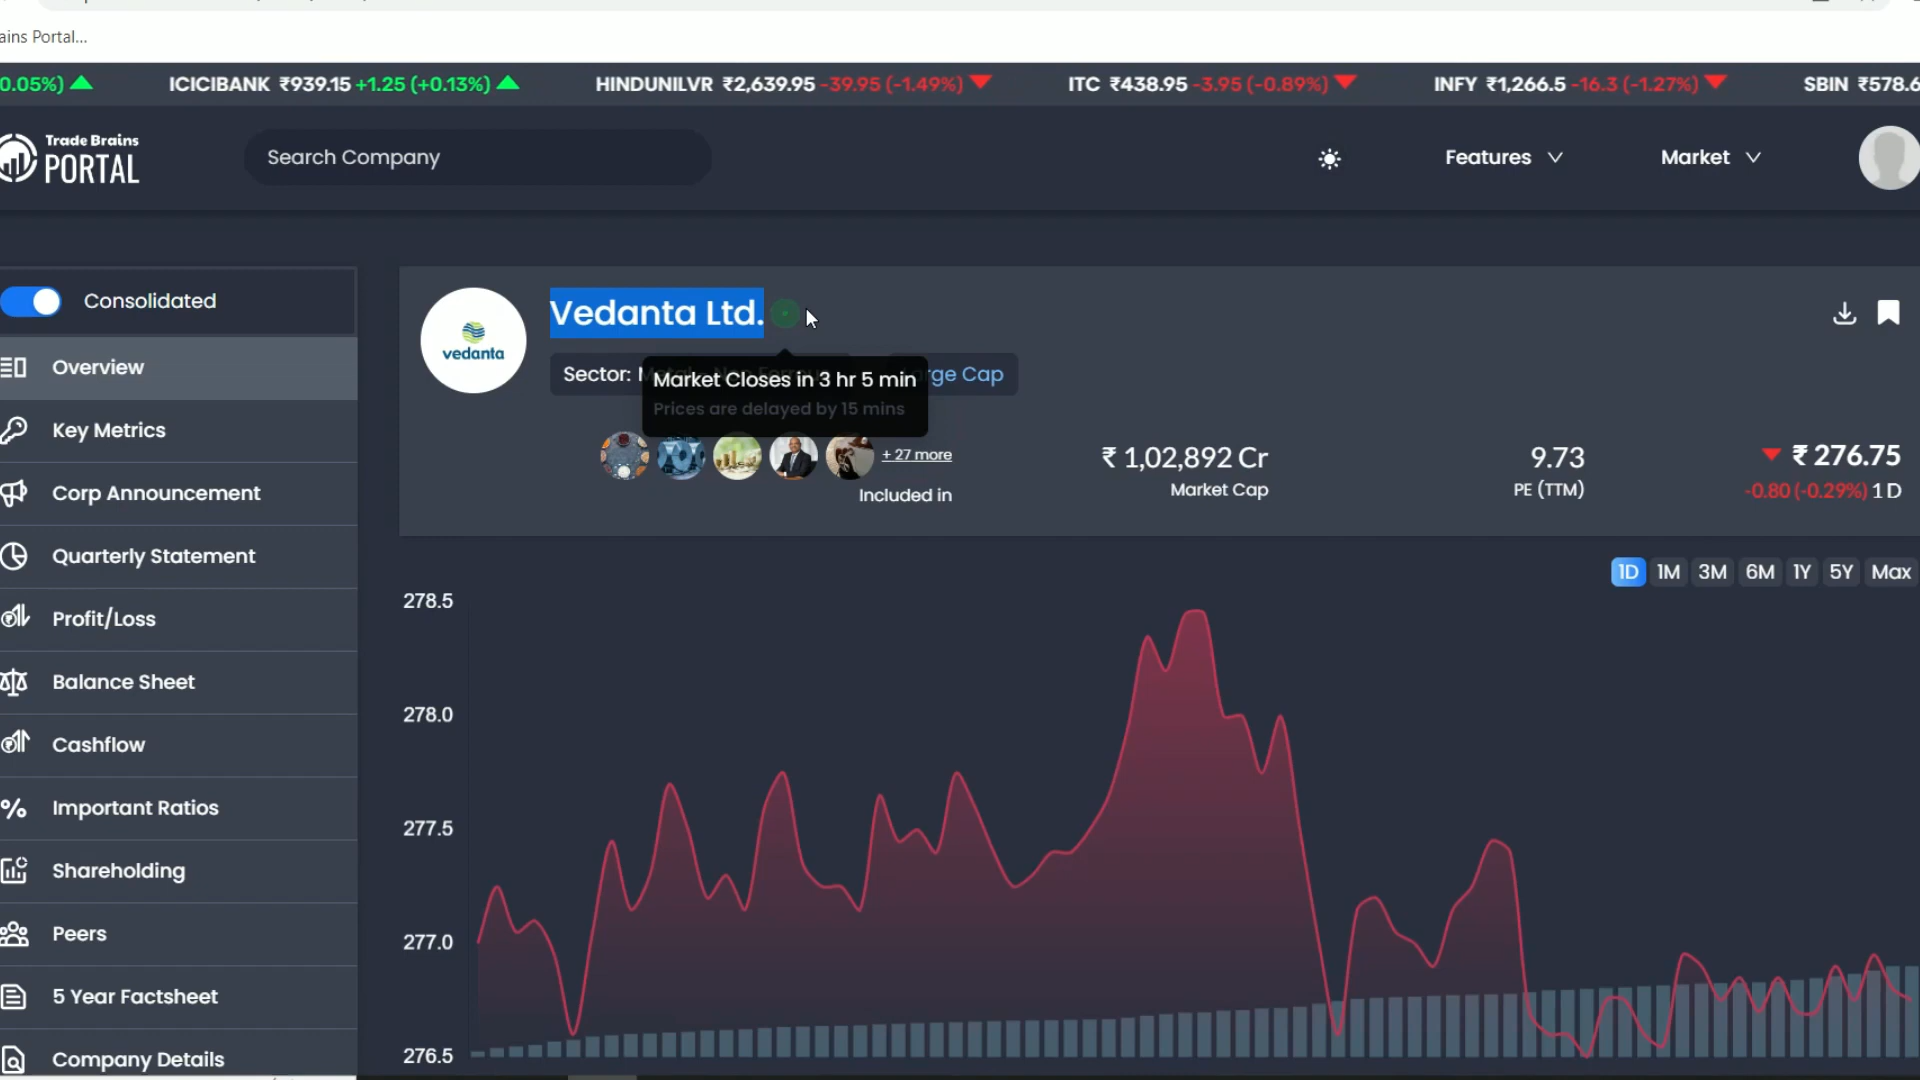 ains Portal...
0.05%) ICICIBANK ₹939.15 +1.25 (+0.13%) HINDUNILVR ₹2,639.95 -39.95 (-1.49%) ITC ₹438.95 -3.95 (-0.89%) INFY ₹1,266.5 -16.3 (-1.27%) SBIN ₹578.6
Trade Brains
PORTAL
Search Company
Features
Market
Consolidated
Overview
Key Metrics
Corp Announcement
Quarterly Statement
Profit/Loss
Balance Sheet
Cashflow
Important Ratios
Shareholding
Peers
5 Year Factsheet
Company Details
vedanta
Vedanta Ltd.
Sector:
rge Cap
Market Closes in 3 hr 5 min
Prices are delayed by 15 mins
+ 27 more
Included in
₹ 1,02,892 Cr
Market Cap
9.73
PE (TTM)
₹ 276.75
-0.80 (-0.29%) 1 D
1D 1M 3M 6M 1Y 5Y Max
278.5
278.0
277.5
277.0
276.5